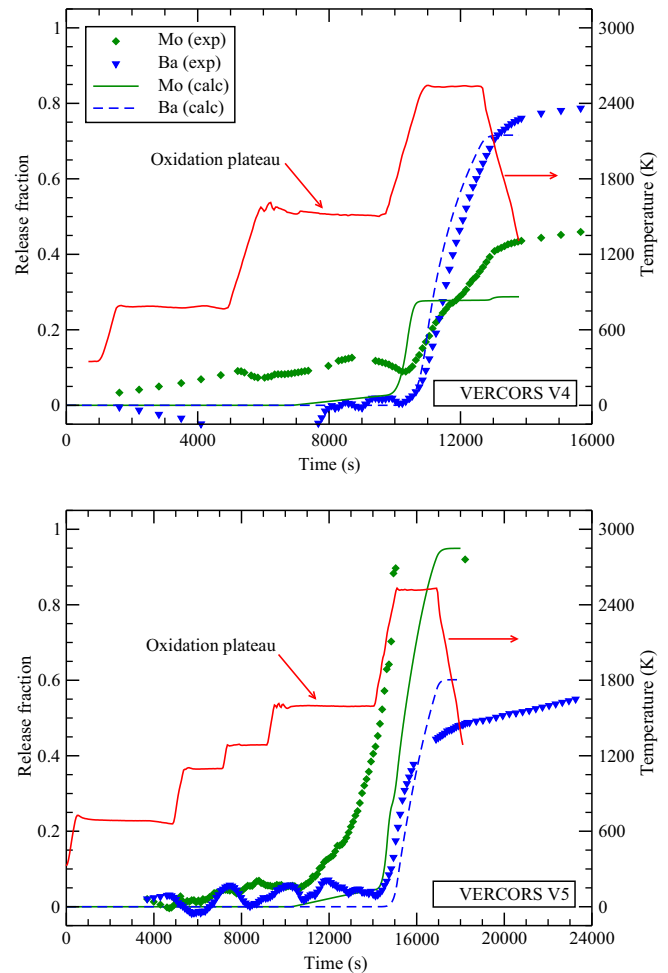 1
0.8
0.6
0.4
0.2
0
Release fraction
Mo (exp)
Ba (exp)
Mo (calc)
Ba (calc)
Oxidation plateau
3000
2400
1800
1200
600
0
Temperature (K)
VERCORS V4
0 4000 8000 12000 16000
Time (s)
1
0.8
0.6
0.4
0.2
0
Release fraction
Oxidation plateau
3000
2400
1800
1200
600
0
Temperature (K)
VERCORS V5
0 4000 8000 12000 16000 20000 24000
Time (s)